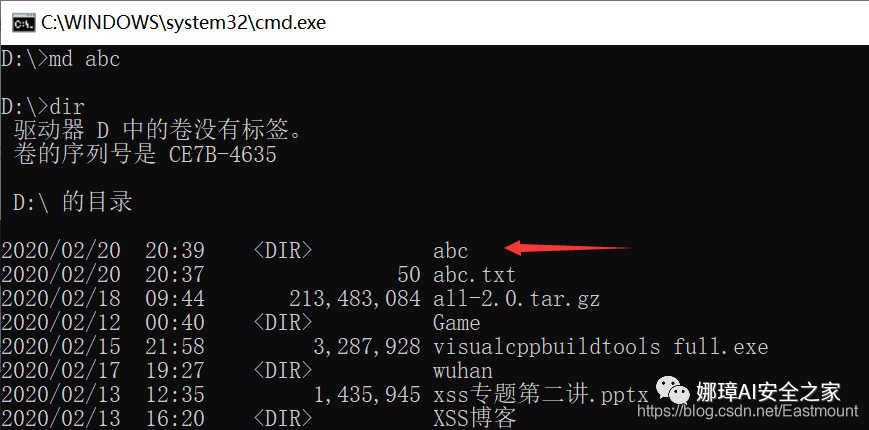 C:\WINDOWS\system32\cmd.exe
D:\>md abc
D:\>dir
驱动器 D 中的卷没有标签。
卷的序列号是 CE7B-4635
D:\ 的目录
2020/02/20  20:39    <DIR>          abc
2020/02/20  20:37                50 abc.txt
2020/02/18  09:44       213,483,084 all-2.0.tar.gz
2020/02/12  00:40    <DIR>          Game
2020/02/15  21:58         3,287,928 visualcppbuildtools full.exe
2020/02/17  19:27    <DIR>          wuhan
2020/02/13  12:35         1,435,945 xss专题第二讲.pptx
2020/02/13  16:20    <DIR>          XSS博客
娜璋AI安全之家
https://blog.csdn.net/Eastmount